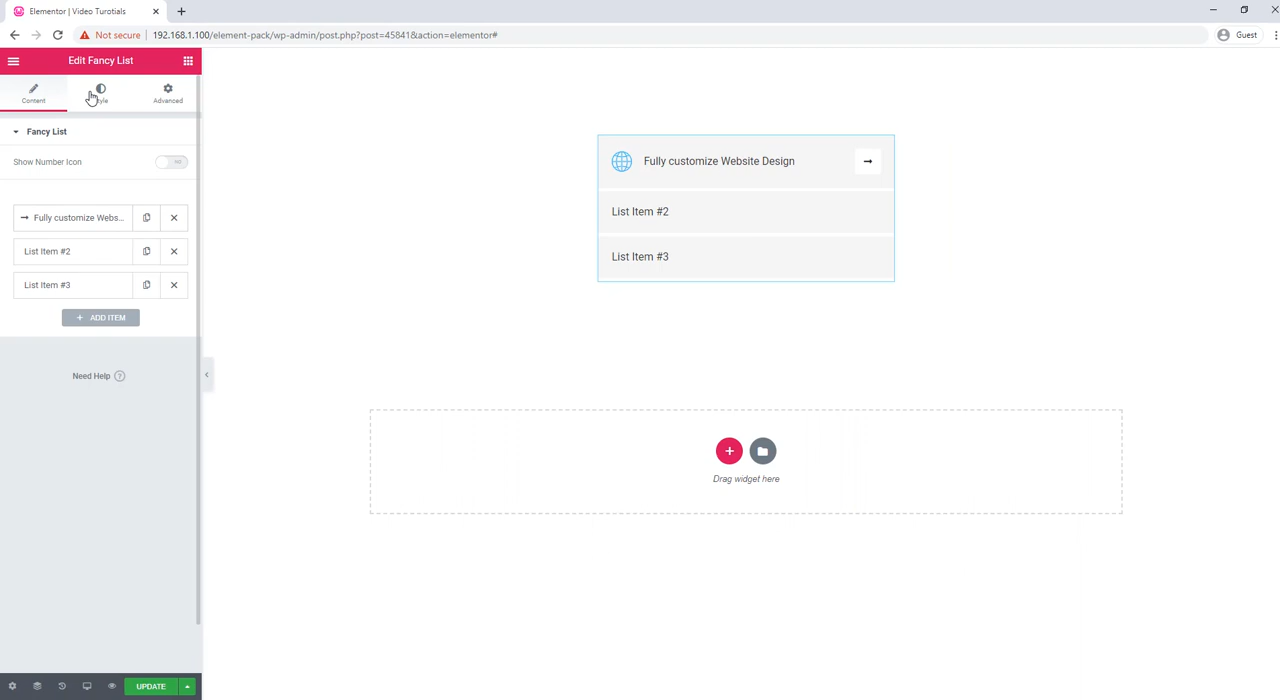 Elementor | Video Turotials
Not secure
192.168.1.100/element-pack/wp-admin/post.php?post=45841&action=elementor#
Guest
Edit Fancy List
Content
Advanced
Fancy List
Show Number Icon
NO
Fully customize Webs...
List Item #2
List Item #3
+ ADD ITEM
Need Help ?
UPDATE
Fully customize Website Design
List Item #2
List Item #3
Drag widget here